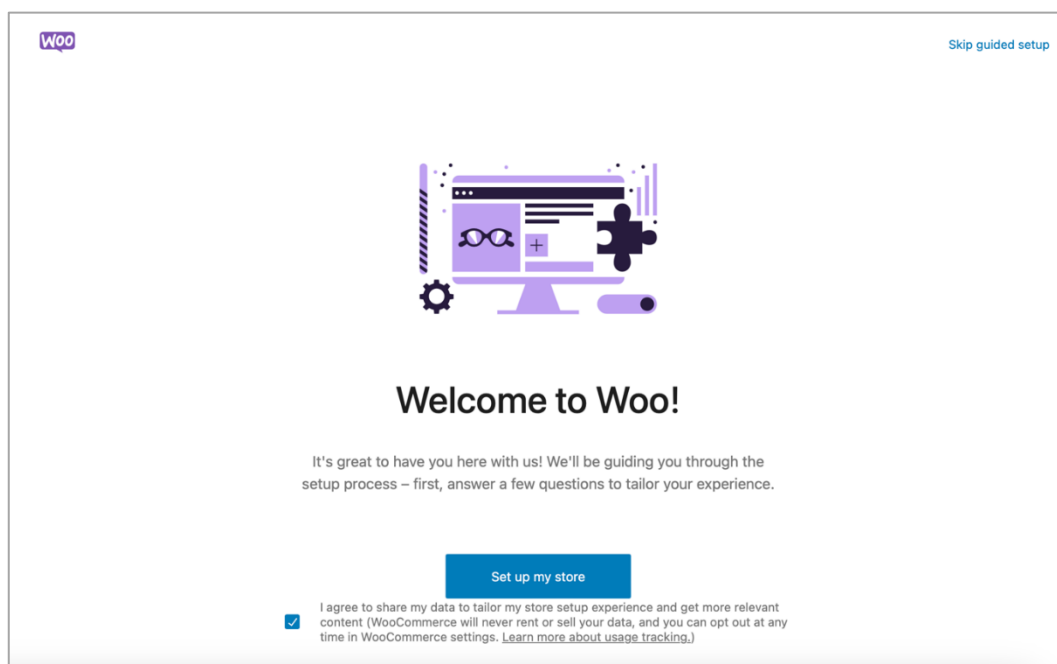 Woo
Skip guided setup
Welcome to Woo!
It's great to have you here with us! We'll be guiding you through the
setup process – first, answer a few questions to tailor your experience.
Set up my store
I agree to share my data to tailor my store setup experience and get more relevant
content (WooCommerce will never rent or sell your data, and you can opt out at any
time in WooCommerce settings. Learn more about usage tracking.)